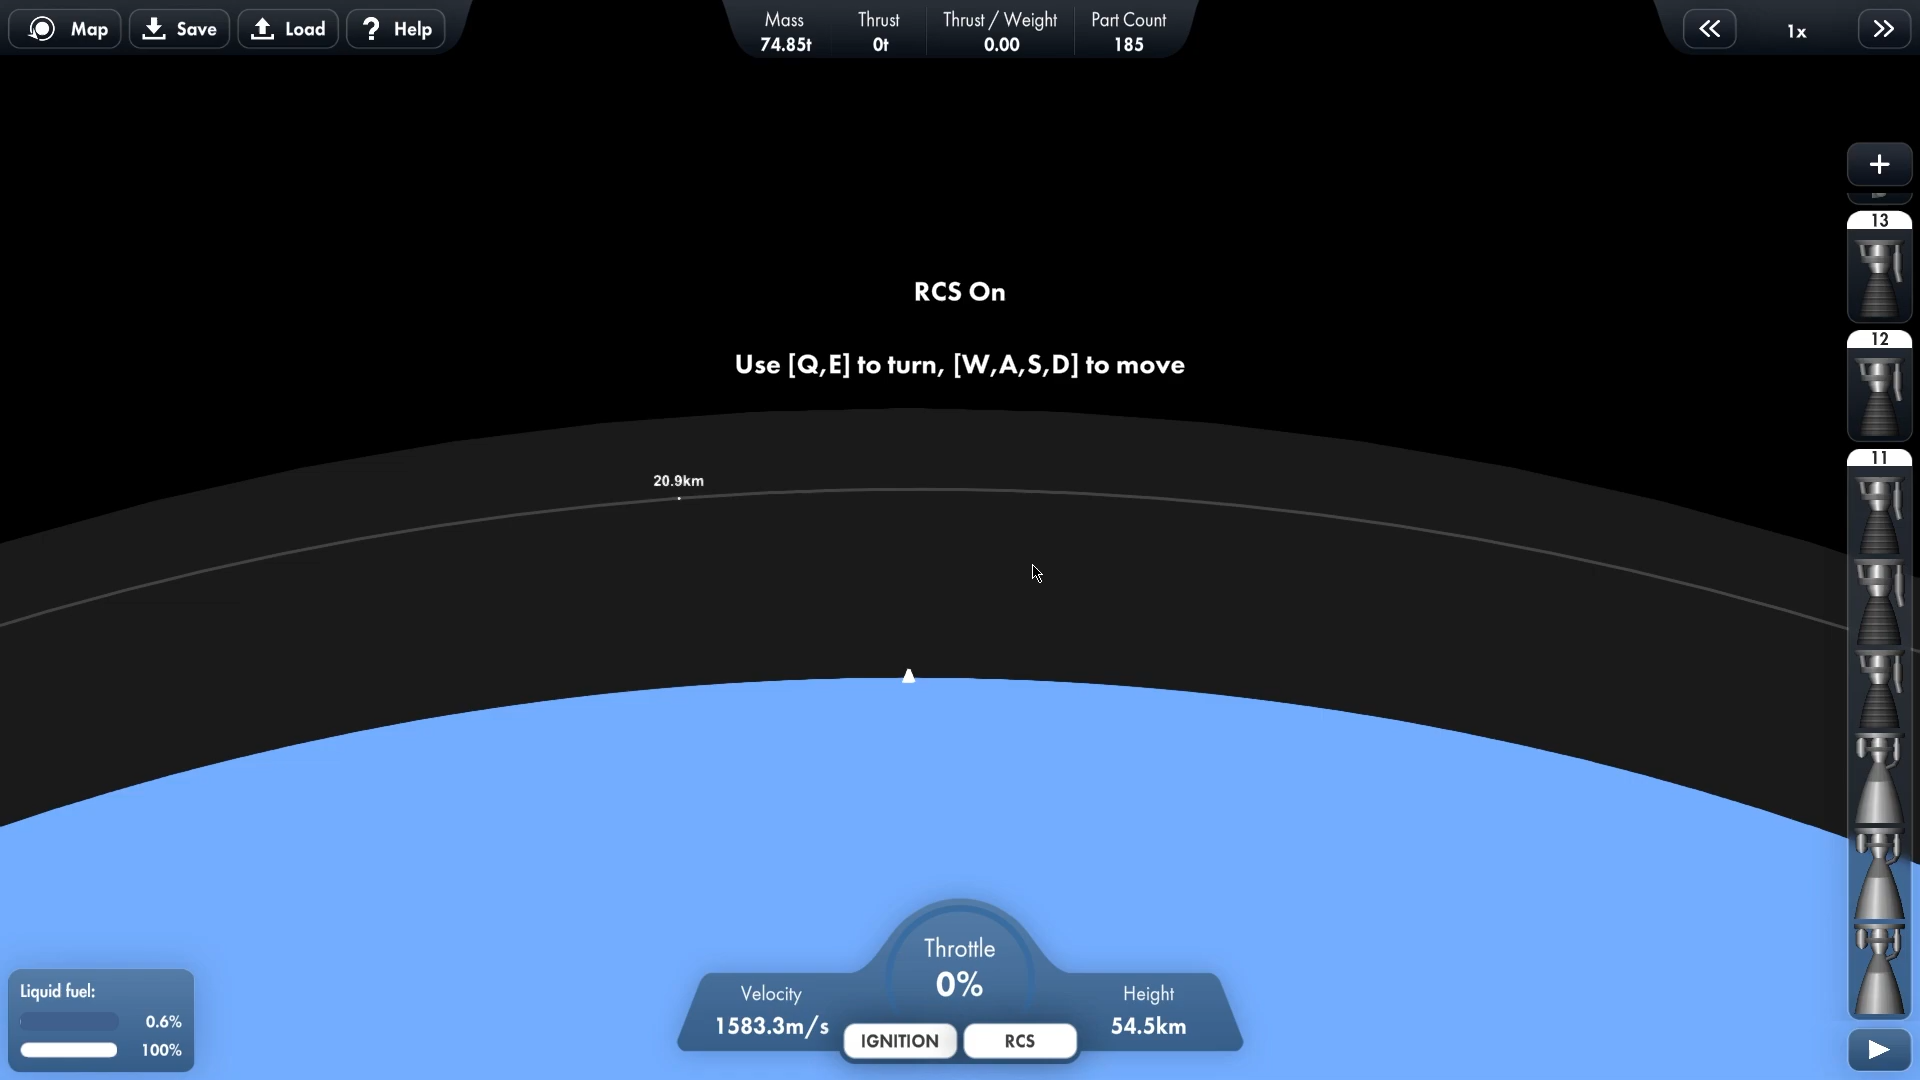 Map
Save
Load
Help
Mass
74.85t
Thrust
0t
Thrust / Weight
0.00
Part Count
185
1x
13
12
11
RCS On
Use [Q,E] to turn, [W,A,S,D] to move
20.9km
Throttle
0%
Velocity
1583.3m/s
Height
54.5km
IGNITION
RCS
Liquid fuel:
0.6%
100%